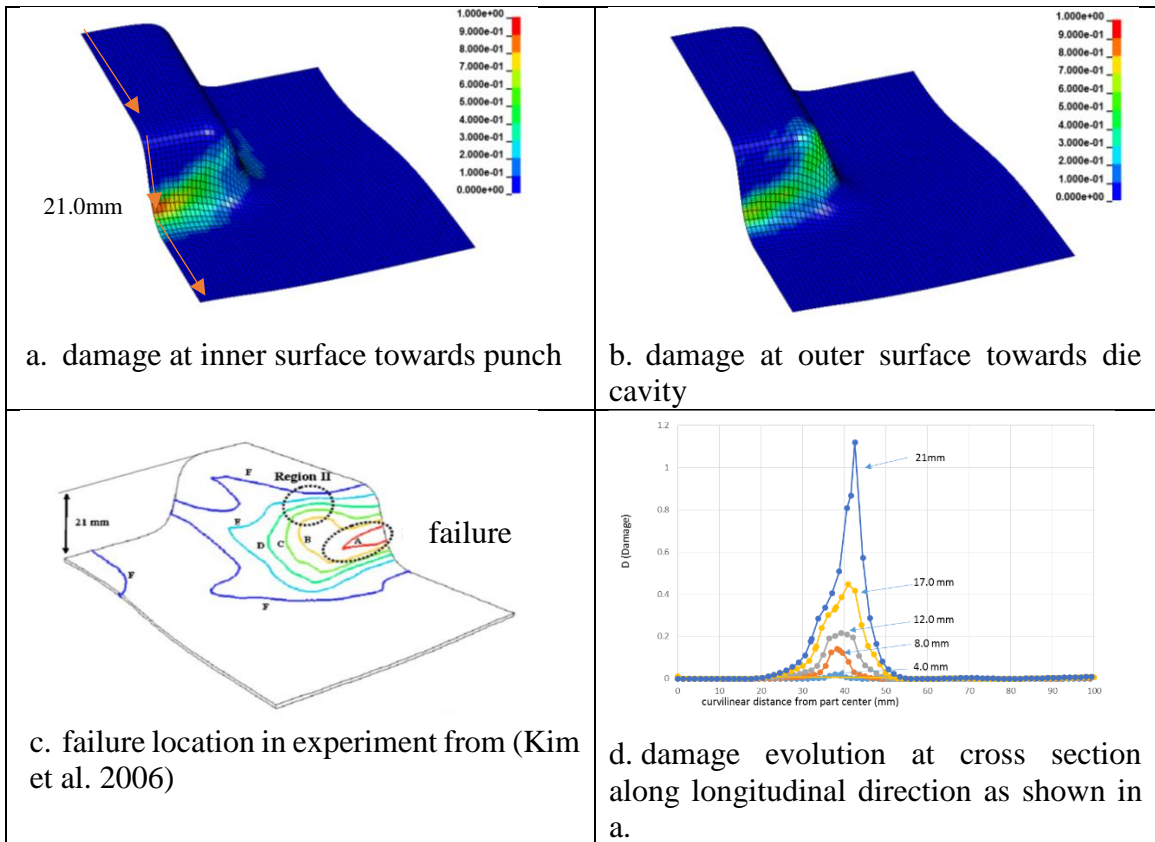 1.000e+00
9.000e-01
8.000e-01
7.000e-01
6.000e-01
5.000e-01
4.000e-01
3.000e-01
2.000e-01
1.000e-01
0.000e+00
21.0mm
a. damage at inner surface towards punch
1.000e+00
9.000e-01
8.000e-01
7.000e-01
6.000e-01
5.000e-01
4.000e-01
3.000e-01
2.000e-01
1.000e-01
0.000e+00
b. damage at outer surface towards die
cavity
F
Region II
21 mm
failure
E
D
C
B
A
F
F
F
c. failure location in experiment from (Kim
et al. 2006)
1.2
1
0.8
0.6
0.4
0.2
0
D (Damage)
21mm
17.0 mm
12.0 mm
8.0 mm
4.0 mm
0 10 20 30 40 50 60 70 80 90 100
curvilinear distance from part center (mm)
d. damage evolution at cross section
along longitudinal direction as shown in
a.